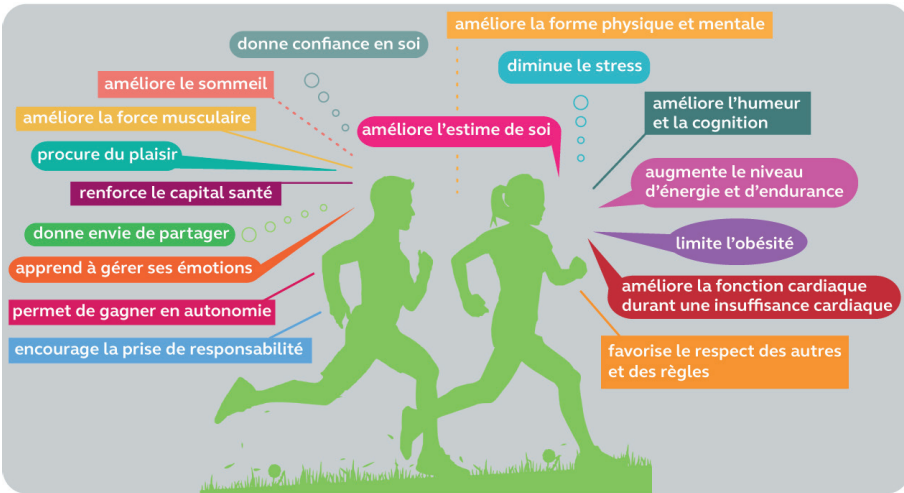 améliore la forme physique et mentale
donne confiance en soi
diminue le stress
améliore le sommeil
améliore l'humeur
et la cognition
améliore la force musculaire
améliore l'estime de soi
procure du plaisir
augmente le niveau
d'énergie et d'endurance
renforce le capital santé
donne envie de partager
limite l'obésité
apprend à gérer ses émotions
améliore la fonction cardiaque
durant une insuffisance cardiaque
permet de gagner en autonomie
encourage la prise de responsabilité
favorise le respect des autres
et des règles